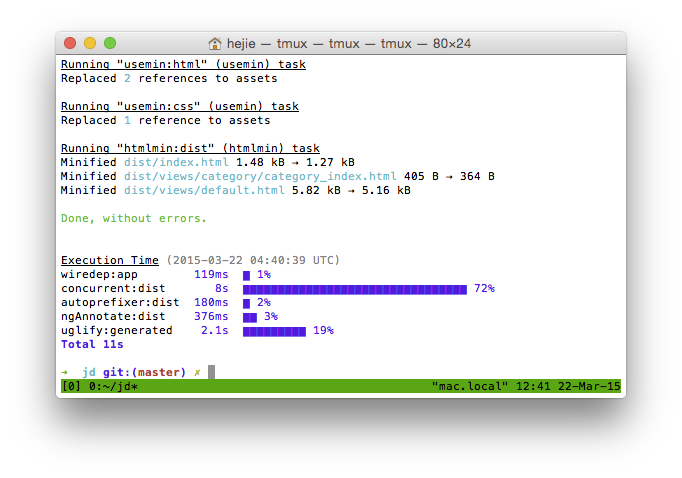 hejie — tmux — tmux — tmux — 80×24
Running "usemin:html" (usemin) task
Replaced 2 references to assets
Running "usemin:css" (usemin) task
Replaced 1 reference to assets
Running "htmlmin:dist" (htmlmin) task
Minified dist/index.html 1.48 kB → 1.27 kB
Minified dist/views/category/category_index.html 405 B → 364 B
Minified dist/views/default.html 5.82 kB → 5.16 kB
Done, without errors.
Execution Time (2015-03-22 04:40:39 UTC)
wiredep:app 119ms 1%
concurrent:dist 8s 72%
autoprefixer:dist 180ms 2%
ngAnnotate:dist 376ms 3%
uglify:generated 2.1s 19%
Total 11s
➜ jd git:(master) ✗
[0] 0:~/jd* "mac.local" 12:41 22-Mar-15